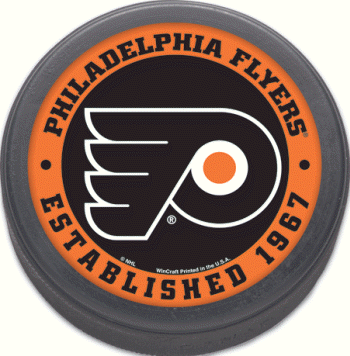 PHILADELPHIA FLYERS®
®
© NHL
WinCraft Printed in the U.S.A.
• ESTABLISHED 1967 •